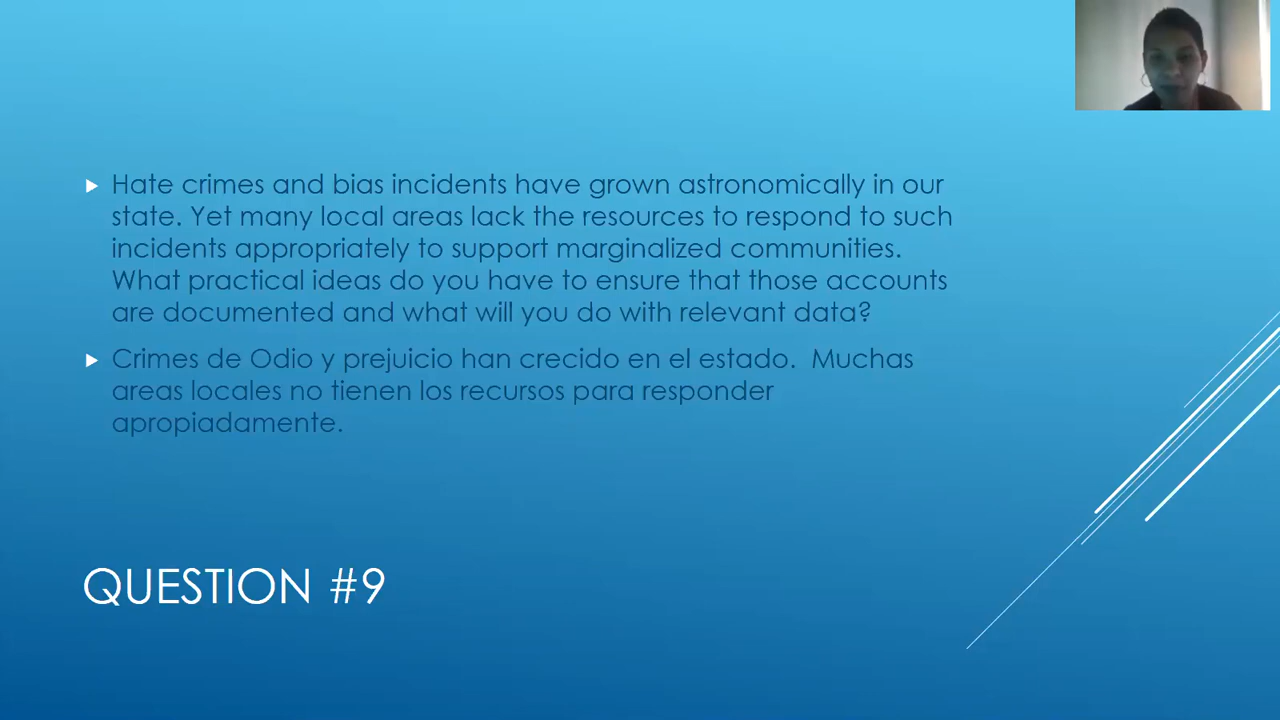 Hate crimes and bias incidents have grown astronomically in our
state. Yet many local areas lack the resources to respond to such
incidents appropriately to support marginalized communities.
What practical ideas do you have to ensure that those accounts
are documented and what will you do with relevant data?
Crimes de Odio y prejuicio han crecido en el estado.  Muchas
areas locales no tienen los recursos para responder
apropiadamente.
QUESTION #9